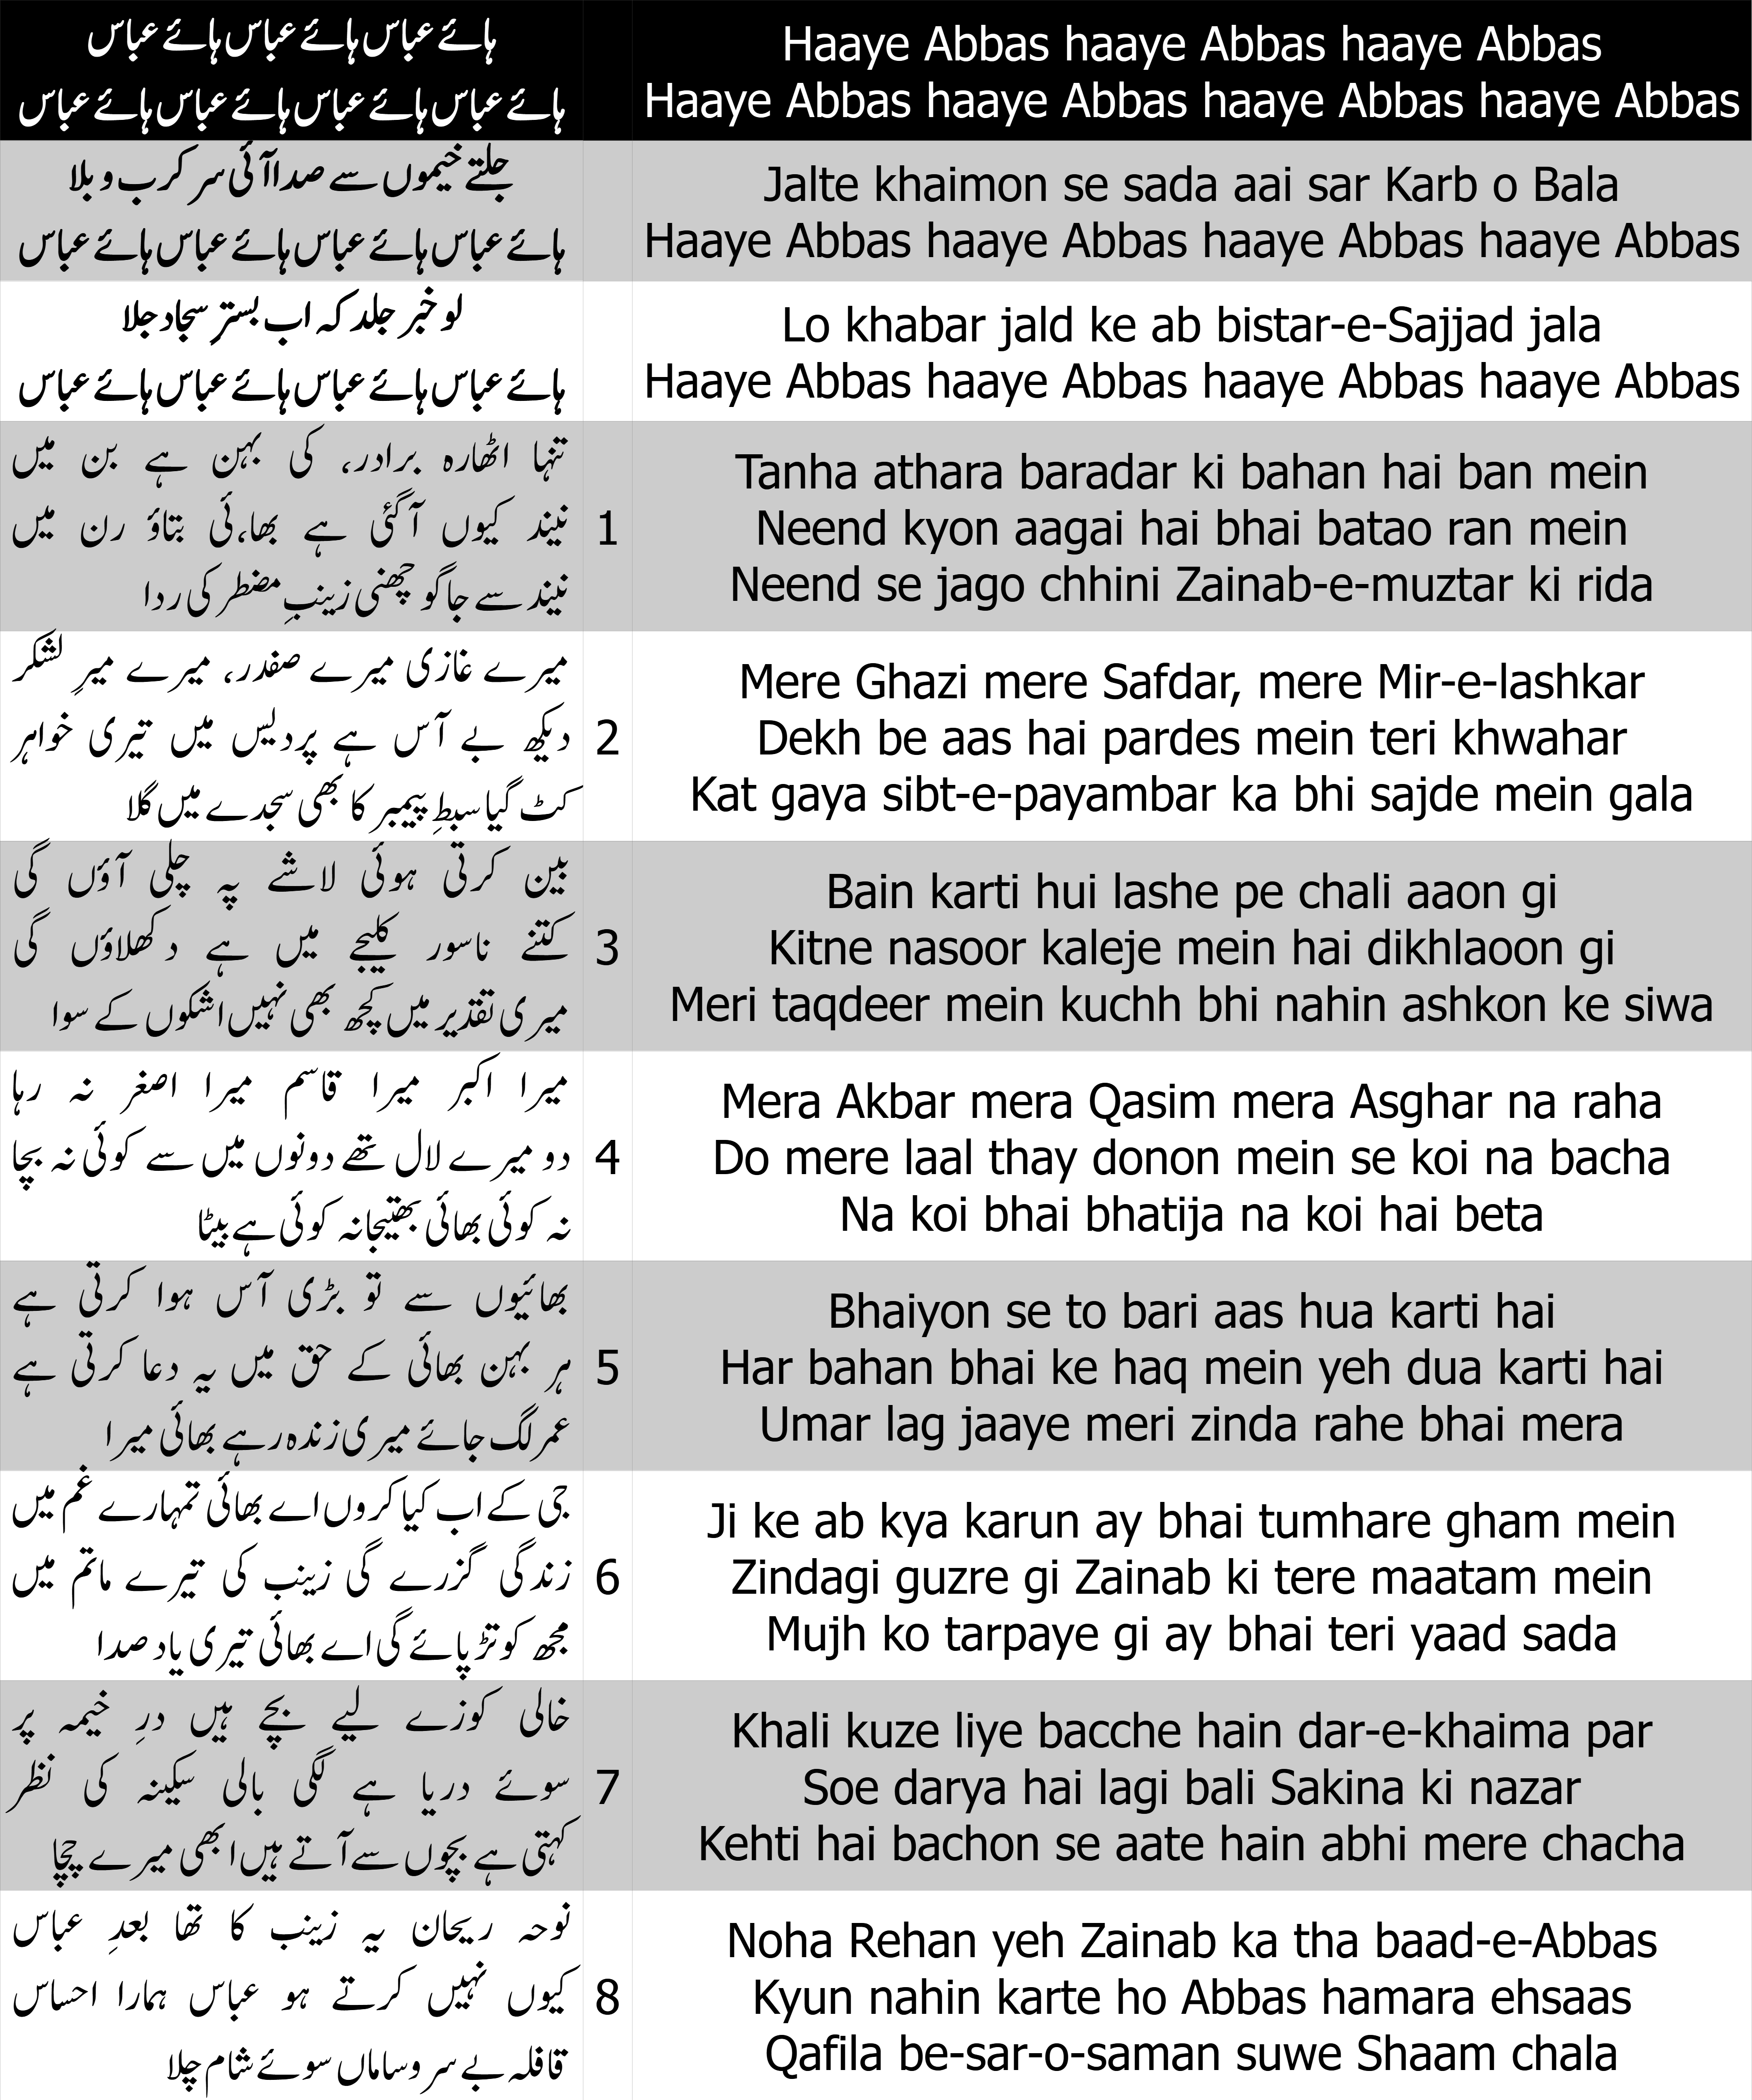 ہائے عباس ہائے عباس ہائے عباس
ہائے عباس ہائے عباس ہائے عباس ہائے عباس
Haaye Abbas haaye Abbas haaye Abbas
Haaye Abbas haaye Abbas haaye Abbas haaye Abbas
جلتے خیموں سے صدا آئی سر کرب و بلا
ہائے عباس ہائے عباس ہائے عباس ہائے عباس
Jalte khaimon se sada aai sar Karb o Bala
Haaye Abbas haaye Abbas haaye Abbas haaye Abbas
لو خبر جلد کہ اب بسترِ سجاد جلا
ہائے عباس ہائے عباس ہائے عباس ہائے عباس
Lo khabar jald ke ab bistar-e-Sajjad jala
Haaye Abbas haaye Abbas haaye Abbas haaye Abbas
تنہا اٹھارہ برادر، کی بہن ہے بن میں
نیند کیوں آگئی ہے بھا،ئی بتاؤ رن میں
نیند سے جاگو چھنی زینبِ مضطر کی ردا
1
Tanha athara baradar ki bahan hai ban mein
Neend kyon aagai hai bhai batao ran mein
Neend se jago chhini Zainab-e-muztar ki rida
میرے غازی میرے صفدر، میرے میرِ لشکر
دیکھ بے آس ہے پردیس میں تیری خواہر
کٹ گیا سبطِ پیمبر کا بھی سجدے میں گلا
2
Mere Ghazi mere Safdar, mere Mir-e-lashkar
Dekh be aas hai pardes mein teri khwahar
Kat gaya sibt-e-payambar ka bhi sajde mein gala
بین کرتی ہوئی لاشے پہ چلی آؤں گی
کتنے ناسور کلیجے میں ہے دکھلاؤں گی
میری تقدیر میں کچھ بھی نہیں اشکوں کے سوا
3
Bain karti hui lashe pe chali aaon gi
Kitne nasoor kaleje mein hai dikhlaoon gi
Meri taqdeer mein kuchh bhi nahin ashkon ke siwa
میرا اکبر میرا قاسم میرا اصغر نہ رہا
دو میرے لال تھے دونوں میں سے کوئی نہ بچا
نہ کوئی بھائی بھتیجا نہ کوئی ہے بیٹا
4
Mera Akbar mera Qasim mera Asghar na raha
Do mere laal thay donon mein se koi na bacha
Na koi bhai bhatija na koi hai beta
بھائیوں سے تو بڑی آس ہوا کرتی ہے
ہر بہن بھائی کے حق میں یہ دعا کرتی ہے
عمر لگ جائے میری زندہ رہے بھائی میرا
5
Bhaiyon se to bari aas hua karti hai
Har bahan bhai ke haq mein yeh dua karti hai
Umar lag jaaye meri zinda rahe bhai mera
جی کے اب کیا کروں اے بھائی تمہارے غم میں
زندگی گزرے گی زینب کی تیرے ماتم میں
مجھ کو تڑپائے گی اے بھائی تیری یاد صدا
6
Ji ke ab kya karun ay bhai tumhare gham mein
Zindagi guzre gi Zainab ki tere maatam mein
Mujh ko tarpaye gi ay bhai teri yaad sada
خالی کوزے لیے بچے ہیں درِ خیمہ پر
سوئے دریا ہے لگی بالی سکینہ کی نظر
کہتی ہے بچوں سے آتے ہیں ابھی میرے چچا
7
Khali kuze liye bacche hain dar-e-khaima par
Soe darya hai lagi bali Sakina ki nazar
Kehti hai bachon se aate hain abhi mere chacha
نوحہ ریحان یہ زینب کا تھا بعدِ عباس
کیوں نہیں کرتے ہو عباس ہمارا احساس
قافلہ بے سر و ساماں سوئے شام چلا
8
Noha Rehan yeh Zainab ka tha baad-e-Abbas
Kyun nahin karte ho Abbas hamara ehsaas
Qafila be-sar-o-saman suwe Shaam chala